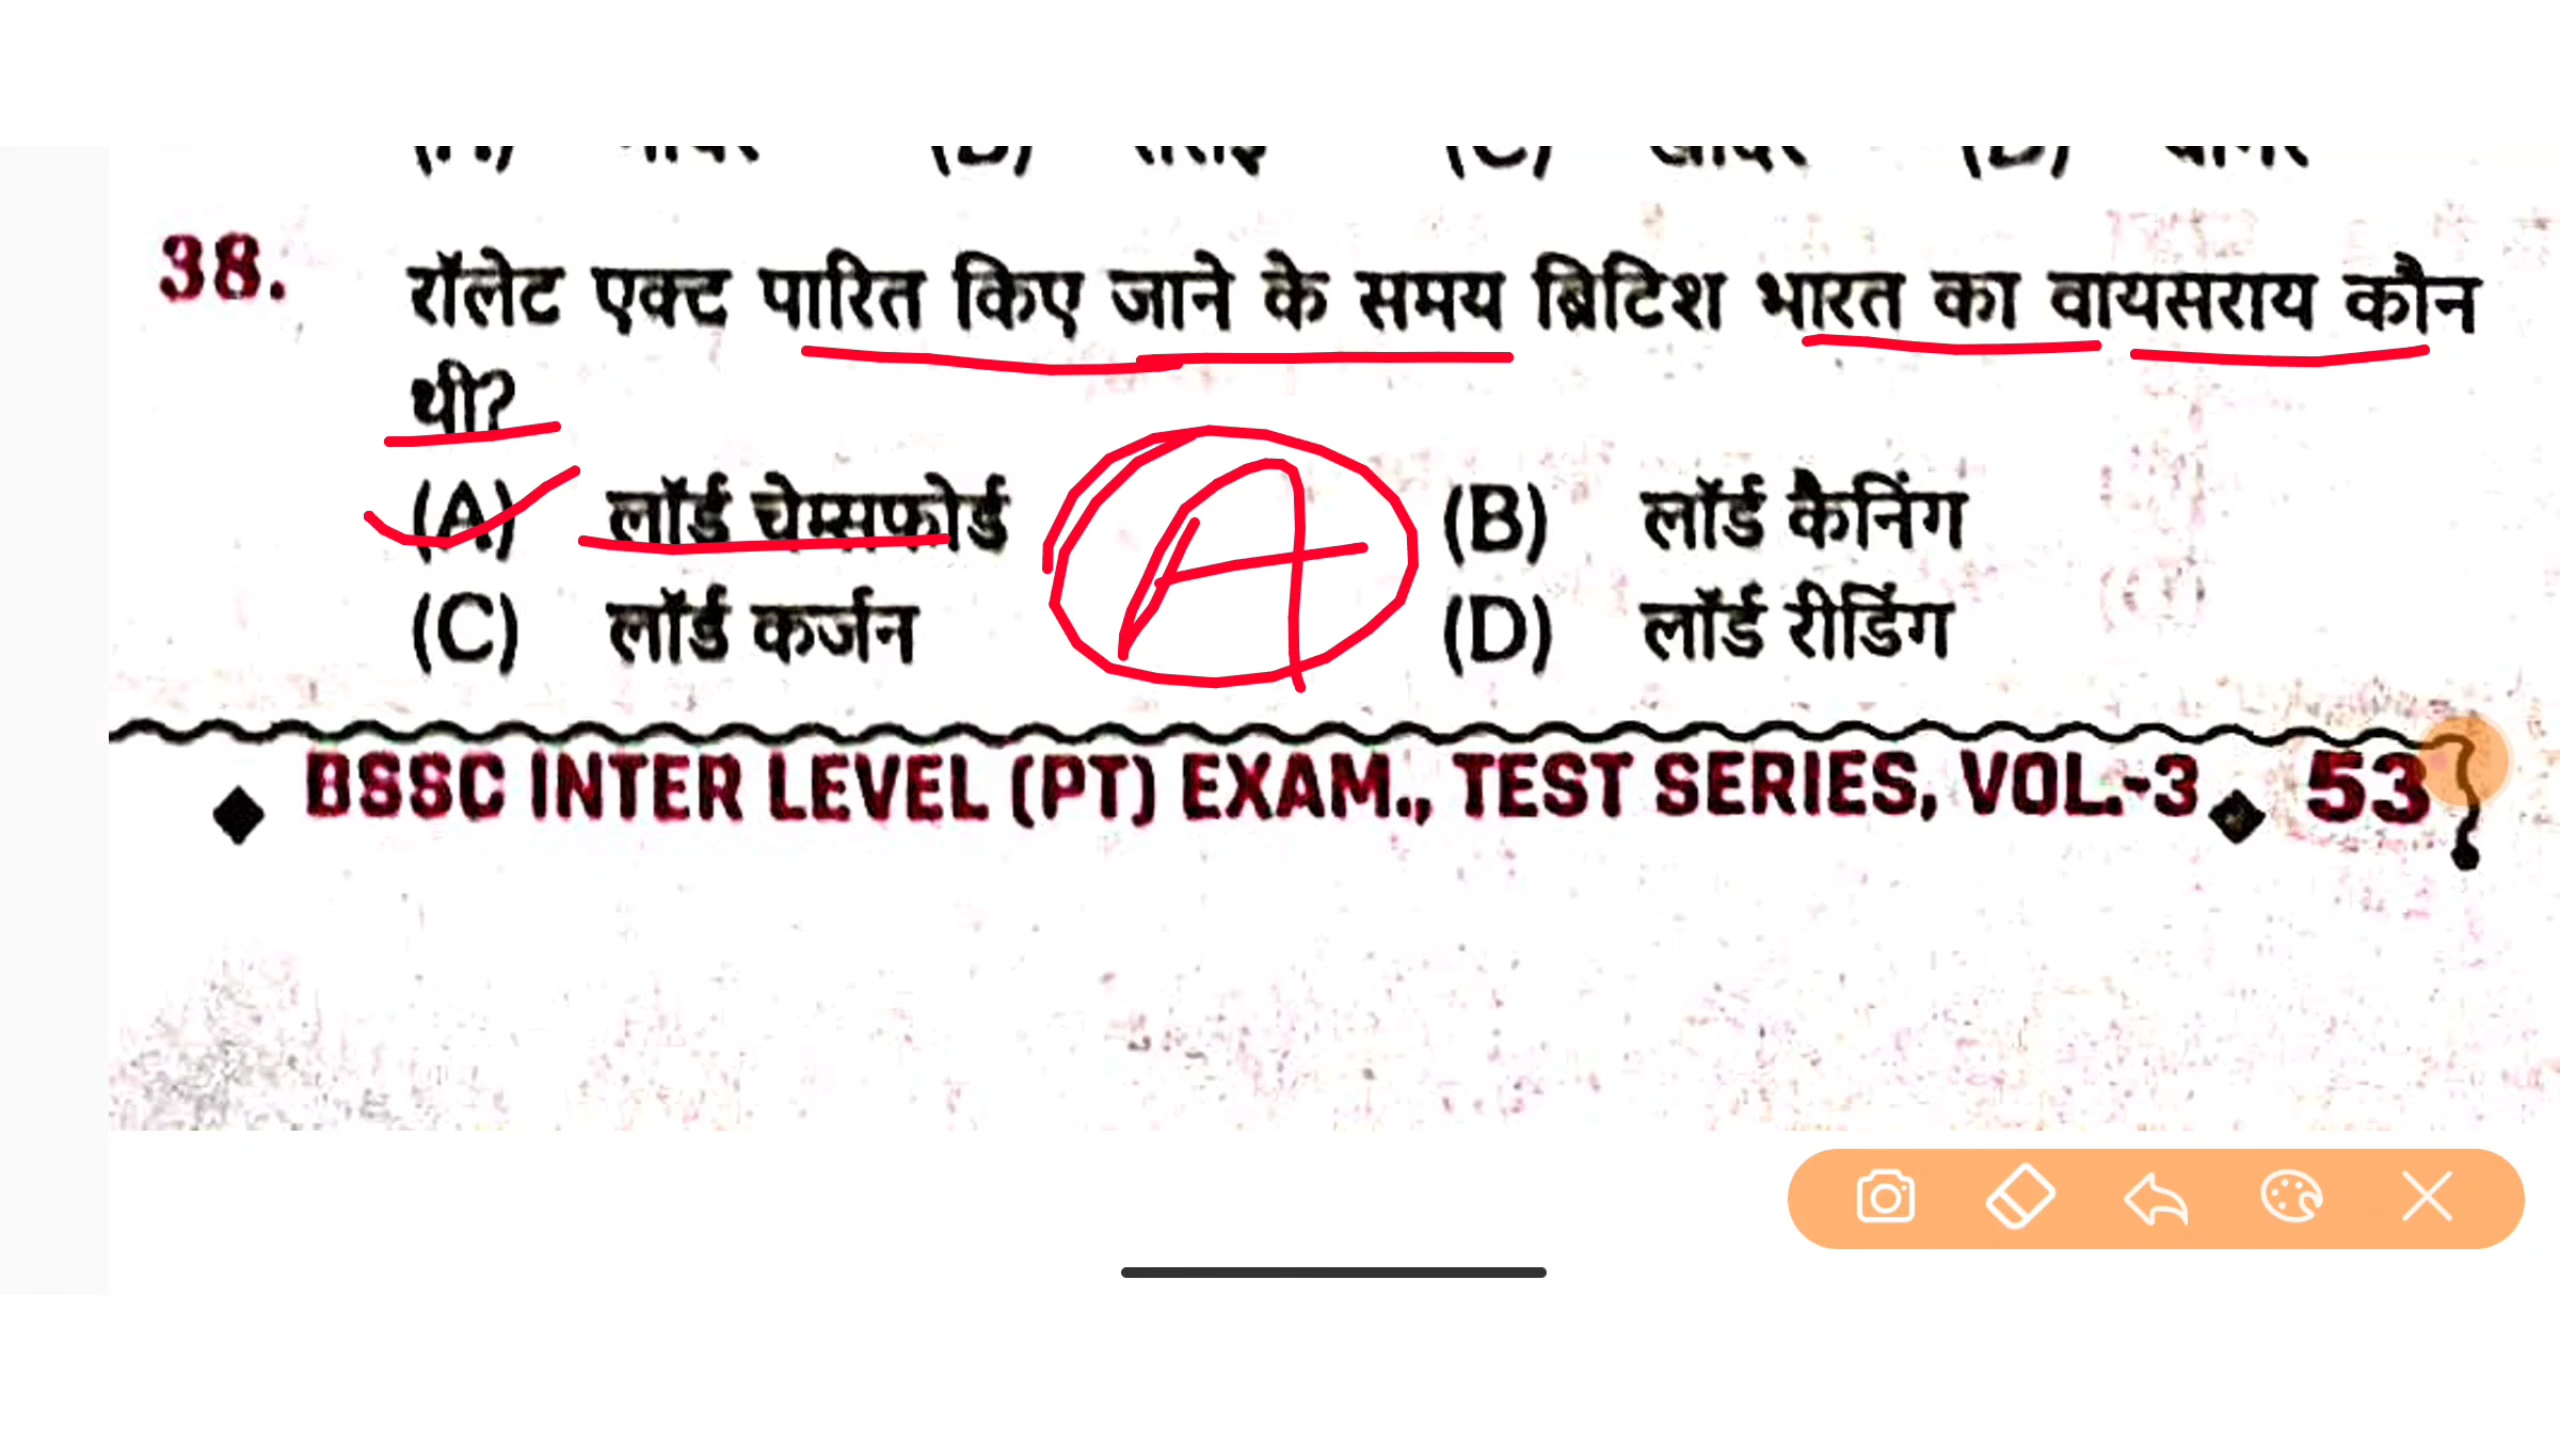 38. रॉलेट एक्ट पारित किए जाने के समय ब्रिटिश भारत का वायसराय कौन
थी?
(A) लॉर्ड चेम्सफोर्ड A (B) लॉर्ड कैनिंग
(C) लॉर्ड कर्जन (D) लॉर्ड रीडिंग
BSSC INTER LEVEL (PT) EXAM., TEST SERIES, VOL.-3 53